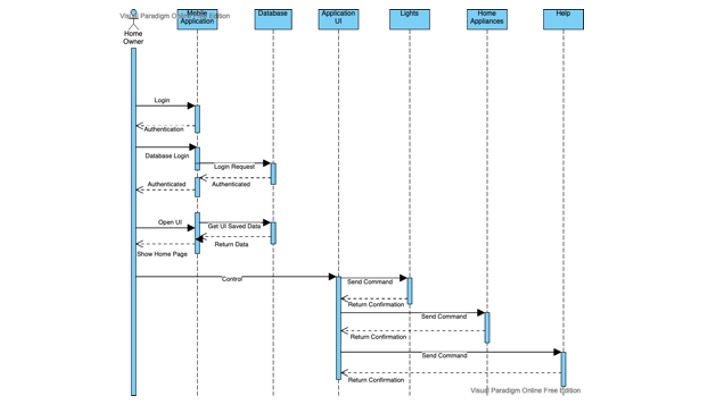 Visual Paradigm Online Free Edition
Mobile
Application
Database
Application
UI
Lights
Home
Appliances
Help
Home
Owner
Login
Authentication
Database Login
Login Request
Authenticated
Authenticated
Open UI
Get UI Saved Data
Return Data
Show Home Page
Control
Send Command
Return Confirmation
Send Command
Return Confirmation
Send Command
Return Confirmation
Visual Paradigm Online Free Edition